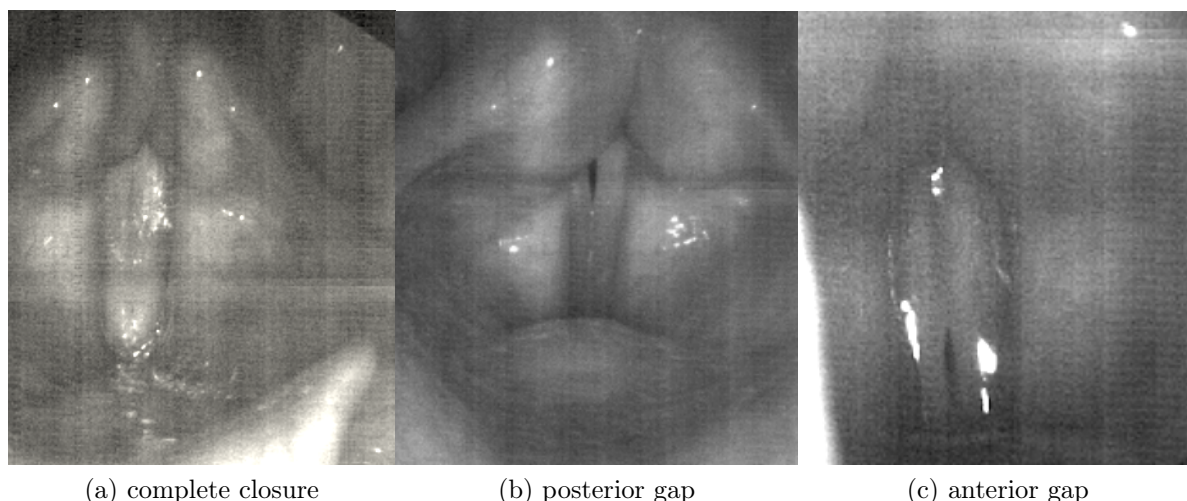 (a) complete closure
(b) posterior gap
(c) anterior gap